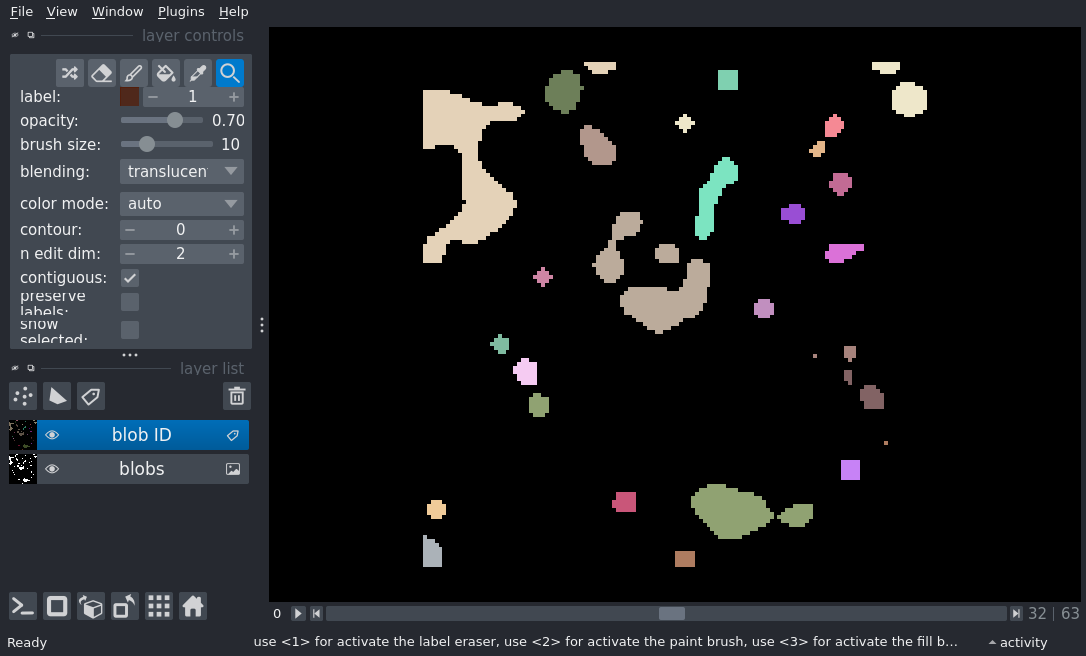 File View Window Plugins Help
layer controls
label: 1
opacity: 0.70
brush size: 10
blending: translucen
color mode: auto
contour: 0
n edit dim: 2
contiguous:
preserve
labels:
show
selected:
layer list
blob ID
blobs
0 32 | 63
Ready use <1> for activate the label eraser, use <2> for activate the paint brush, use <3> for activate the fill b... activity